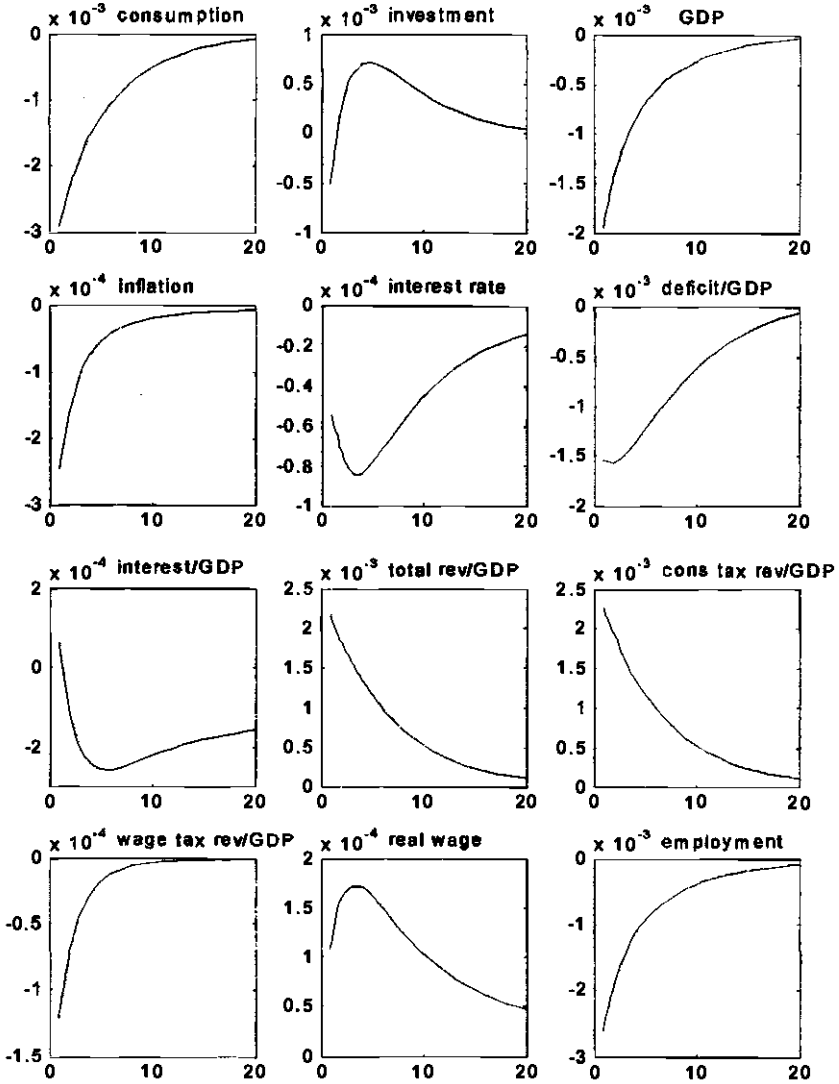 x 10^-3 consumption
0
-1
-2
-3
0 10 20
x 10^-3 investment
1
0.5
0
-0.5
-1
0 10 20
x 10^-3 GDP
0
-0.5
-1
-1.5
-2
0 10 20
x 10^-4 inflation
0
-1
-2
-3
0 10 20
x 10^-4 interest rate
0
-0.2
-0.4
-0.6
-0.8
-1
0 10 20
x 10^-3 deficit/GDP
0
-0.5
-1
-1.5
-2
0 10 20
x 10^-4 interest/GDP
2
0
-2
0 10 20
x 10^-3 total rev/GDP
2.5
2
1.5
1
0.5
0
0 10 20
x 10^-3 cons tax rev/GDP
2.5
2
1.5
1
0.5
0
0 10 20
x 10^-4 wage tax rev/GDP
0
-0.5
-1
-1.5
0 10 20
x 10^-4 real wage
2
1.5
1
0.5
0
0 10 20
x 10^-3 employment
0
-1
-2
-3
0 10 20